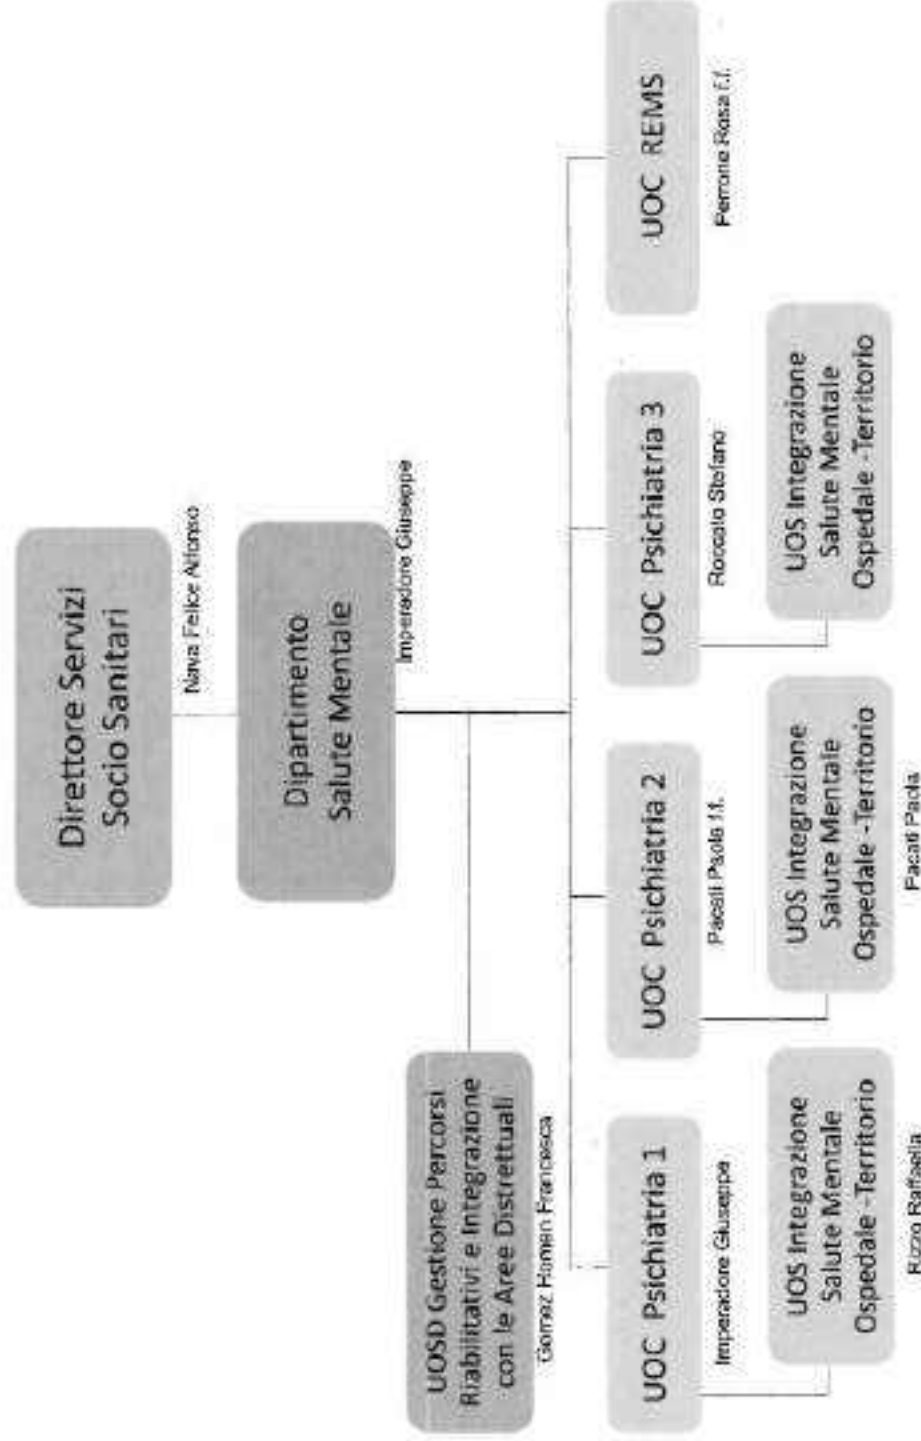 Direttore Servizi
Socio Sanitari
Nava Felice Alfonso
Dipartimento
Salute Mentale
Imperadore Giuseppe
UOSD Gestione Percorsi
Riabilitativi e Integrazione
con le Aree Distrettuali
Gomez Homen Francesca
UOC Psichiatria 1
Imperadore Giuseppe
UOC Psichiatria 2
Pacati Paola f.f.
UOC Psichiatria 3
Roccato Stefano
UOC REMS
Perrone Rosa f.f.
UOS Integrazione
Salute Mentale
Ospedale -Territorio
Rizzo Raffaella
UOS Integrazione
Salute Mentale
Ospedale -Territorio
Pacati Paola
UOS Integrazione
Salute Mentale
Ospedale -Territorio